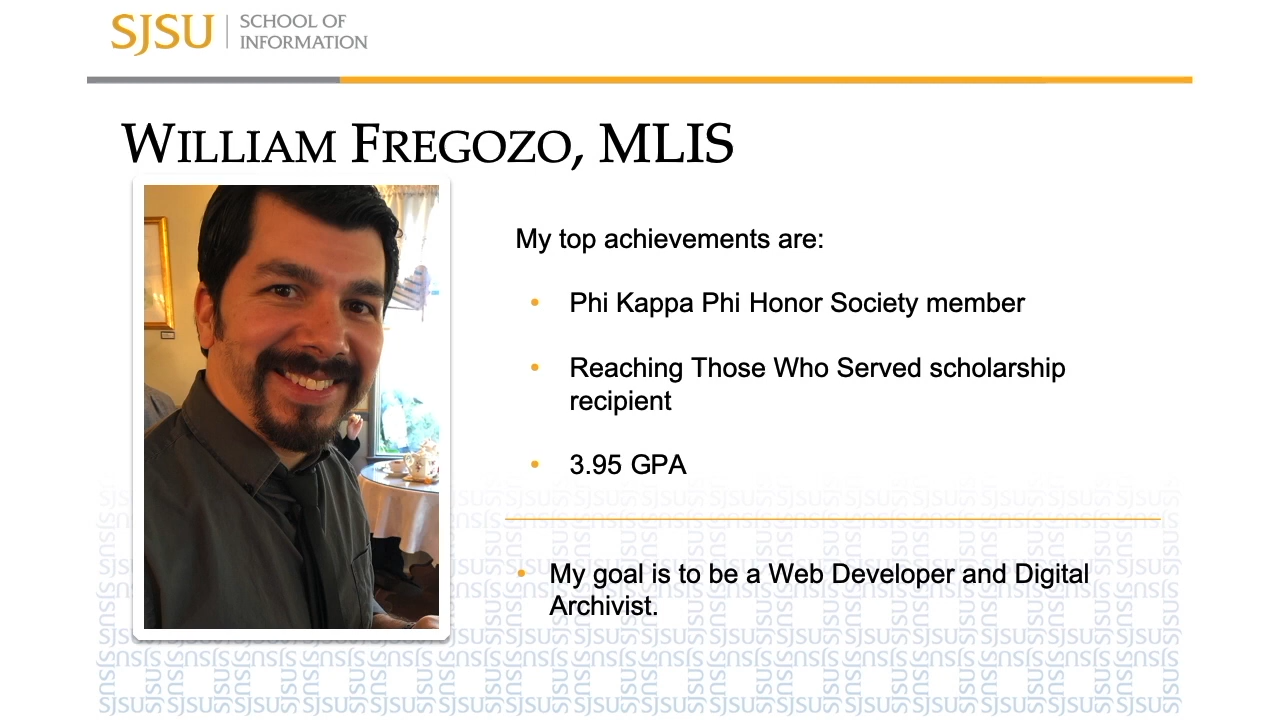 SJSU SCHOOL OF
INFORMATION
WILLIAM FREGOZO, MLIS
My top achievements are:
• Phi Kappa Phi Honor Society member
• Reaching Those Who Served scholarship
recipient
• 3.95 GPA
• My goal is to be a Web Developer and Digital
Archivist.